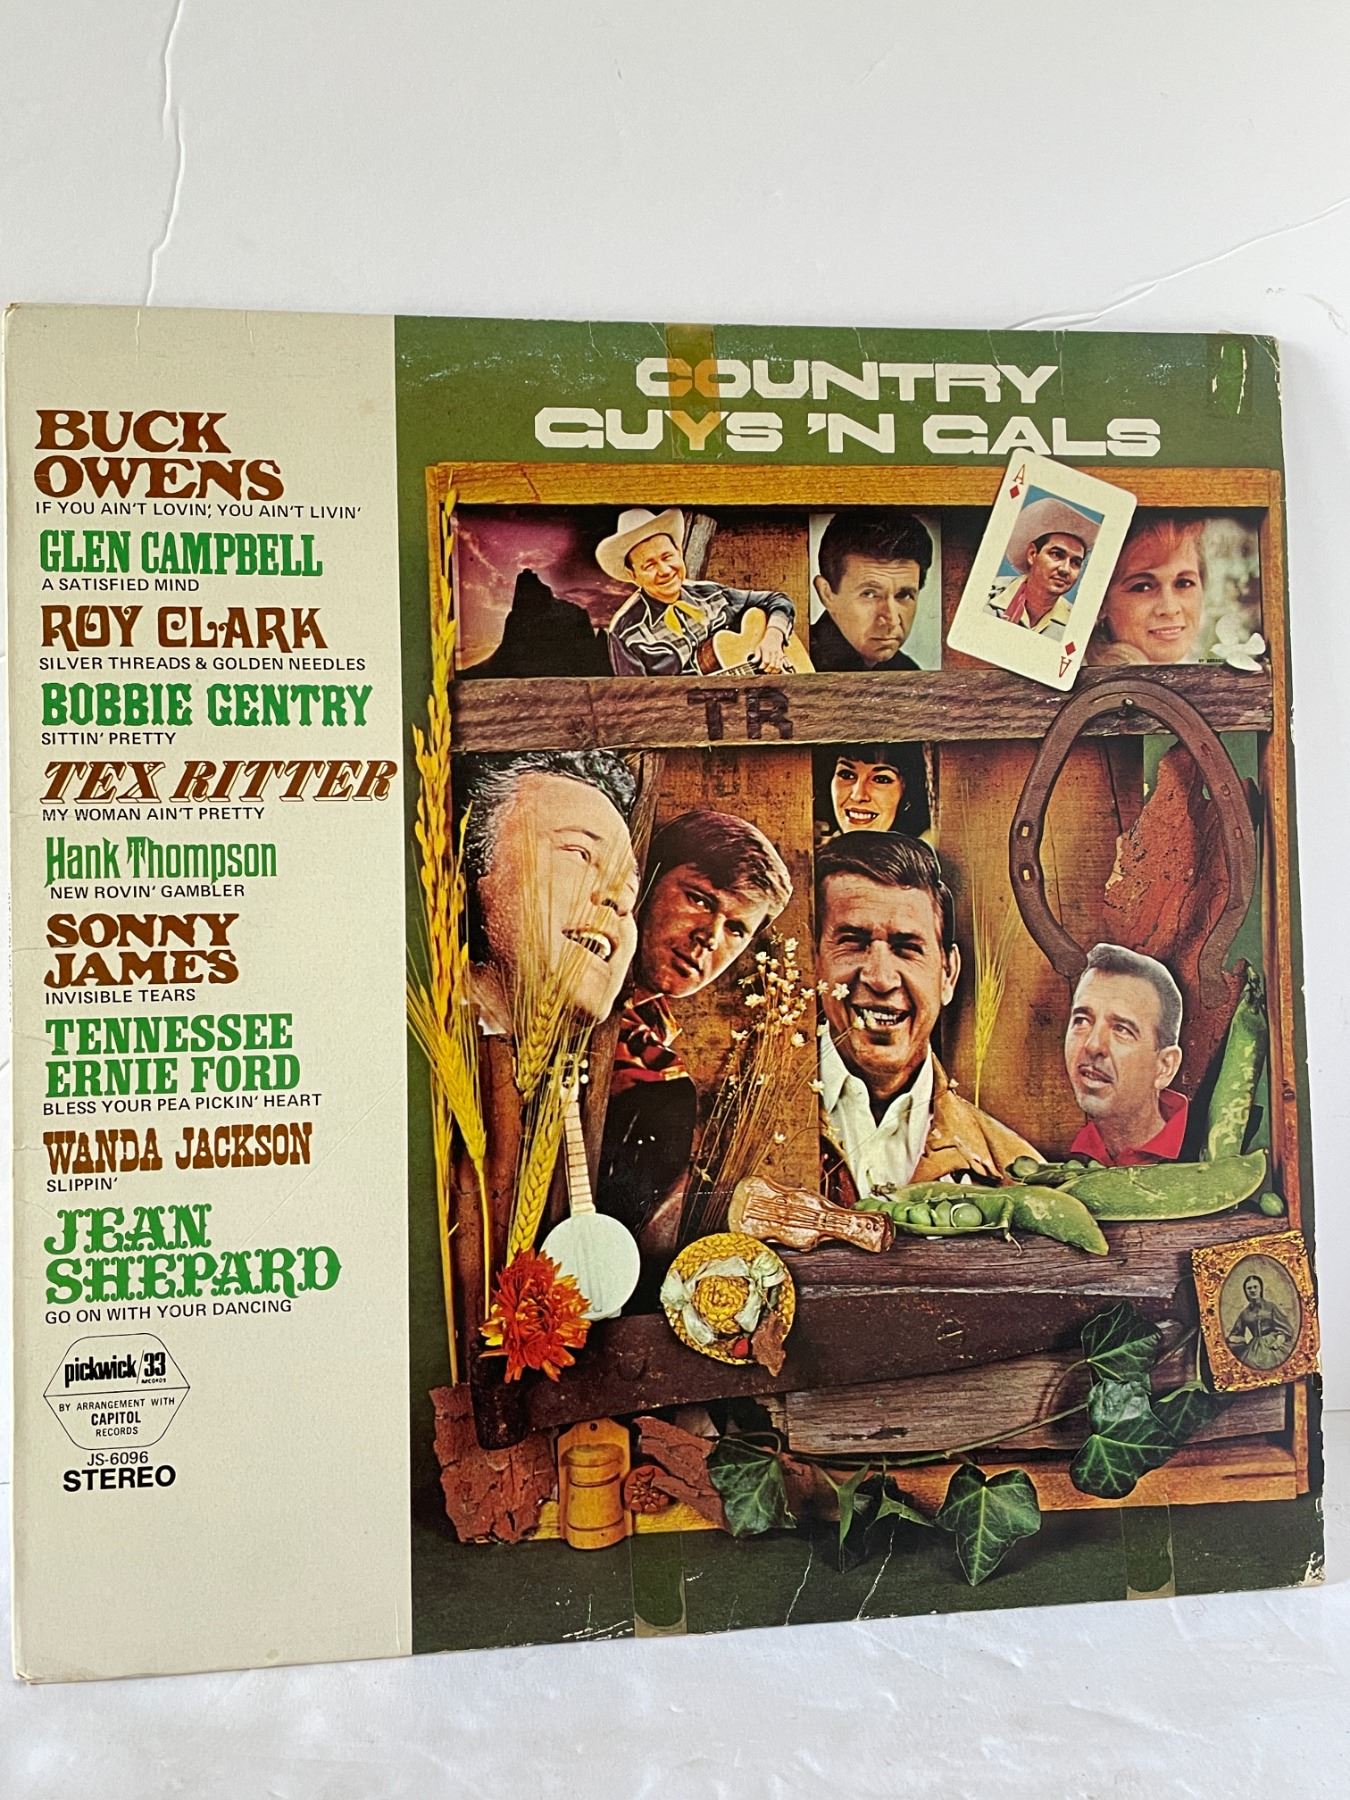 BUCK
OWENS
IF YOU AIN'T LOVIN', YOU AIN'T LIVIN'
GLEN CAMPBELL
A SATISFIED MIND
ROY CLARK
SILVER THREADS & GOLDEN NEEDLES
BOBBIE GENTRY
SITTIN' PRETTY
TEX RITTER
MY WOMAN AIN'T PRETTY
Hank Thompson
NEW ROVIN' GAMBLER
SONNY
JAMES
INVISIBLE TEARS
TENNESSEE
ERNIE FORD
BLESS YOUR PEA PICKIN' HEART
WANDA JACKSON
SLIPPIN'
JEAN
SHEPARD
GO ON WITH YOUR DANCING
pickwick/33
RECORDS
BY ARRANGEMENT WITH
CAPITOL
RECORDS
JS-6096
STEREO
COUNTRY
GUYS 'N GALS
A
A
TR